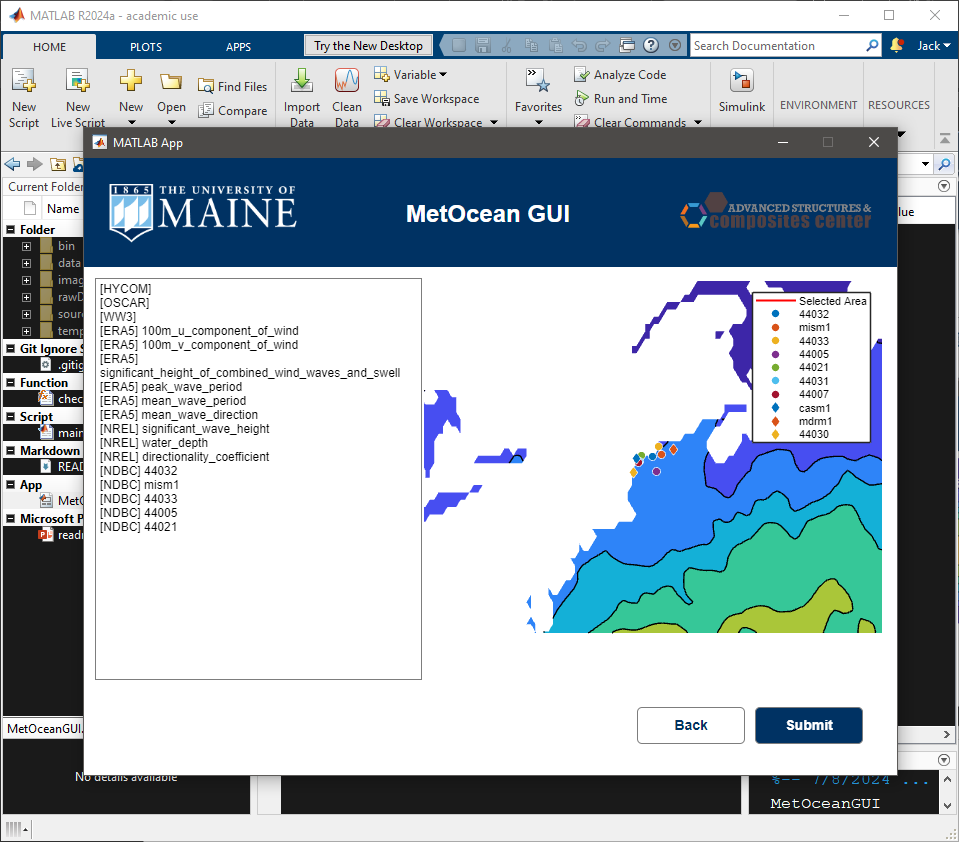 MATLAB R2024a - academic use
HOME
PLOTS
APPS
Try the New Desktop
Search Documentation
Jack
New Script
New Live Script
New
Open
Find Files
Compare
Import Data
Clean Data
Variable
Save Workspace
Clear Workspace
Favorites
Analyze Code
Run and Time
Clear Commands
Simulink
ENVIRONMENT
RESOURCES
MATLAB App
1865
THE UNIVERSITY OF
MAINE
MetOcean GUI
ADVANCED STRUCTURES &
composites center
Current Folder
Name
Folder
bin
data
imag
rawD
sour
temp
Git Ignore S
.gitig
Function
chec
Script
main
Markdown
READ
App
MetO
Microsoft P
readr
lue
[HYCOM]
[OSCAR]
[WW3]
[ERA5] 100m_u_component_of_wind
[ERA5] 100m_v_component_of_wind
[ERA5]
significant_height_of_combined_wind_waves_and_swell
[ERA5] peak_wave_period
[ERA5] mean_wave_period
[ERA5] mean_wave_direction
[NREL] significant_wave_height
[NREL] water_depth
[NREL] directionality_coefficient
[NDBC] 44032
[NDBC] mism1
[NDBC] 44033
[NDBC] 44005
[NDBC] 44021
Selected Area
44032
mism1
44033
44005
44021
44031
44007
casm1
mdrm1
44030
Back
Submit
MetOceanGUI.
No details available
%-- 7/8/2024 ...
MetOceanGUI